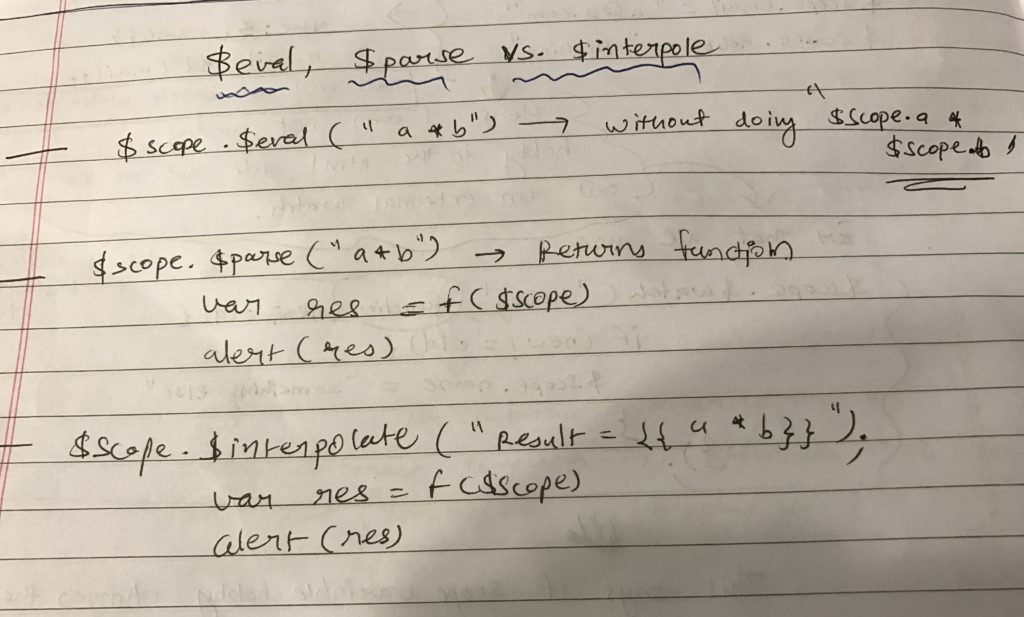 $eval, $parse vs. $interpole
$scope.$eval ("a * b") → without doing "$scope.a *
$scope.b"
$scope.$parse ("a * b") → Returns function
var res = f($scope)
alert (res)
$scope.$interpolate ("Result = {{ a * b}}");
var res = f($scope)
alert (res)